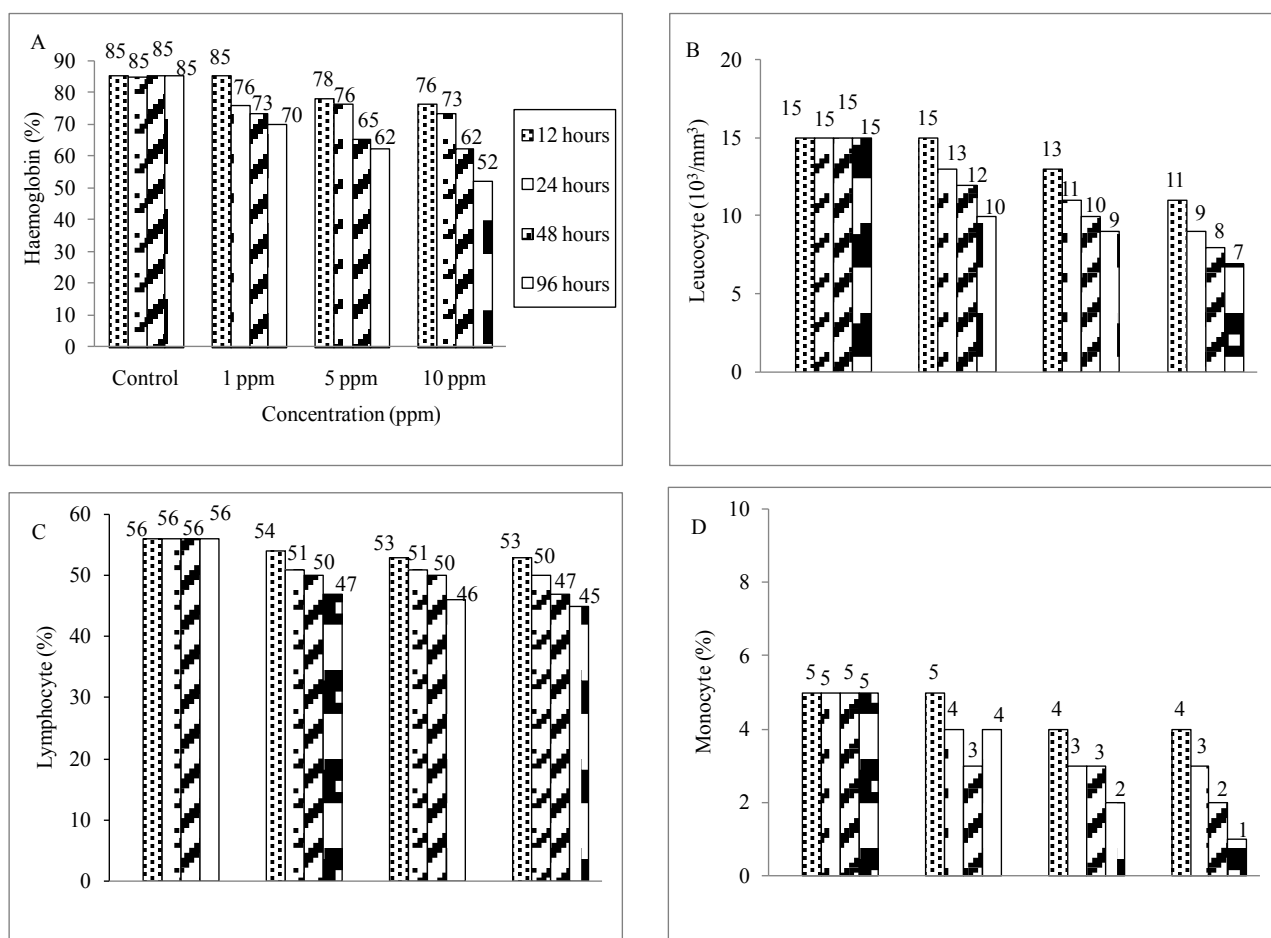 A
Haemoglobin (%)
90
80
70
60
50
40
30
20
10
0
85 85 85 85
85 76 73 70
78 76 65 62
76 73 62 52
Control 1 ppm 5 ppm 10 ppm
Concentration (ppm)
12 hours
24 hours
48 hours
96 hours
B
Leucocyte (10³/mm³)
20
15
10
5
0
15 15 15 15
15 13 12 10
13 11 10 9
11 9 8 7
C
Lymphocyte (%)
60
50
40
30
20
10
0
56 56 56 56
54 51 50 47
53 51 50 46
53 50 47 45
D
Monocyte (%)
10
8
6
4
2
0
5 5 5 5
5 4 3 4
4 3 3 2
4 3 2 1